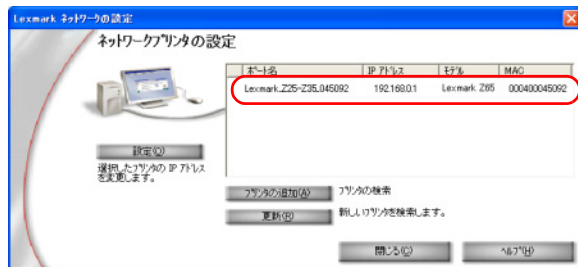 Lexmark ネットワークの設定
ネットワークプリンタの設定
ポート名 IP アドレス モデル MAC
Lexmark_Z25-Z35_045092 192.168.0.1 Lexmark Z65 000400045092
設定(O)
選択したプリンタの IP アドレス
を変更します。
プリンタの追加(A) プリンタの検索
更新(R) 新しいプリンタを検索します。
閉じる(C) ヘルプ(H)